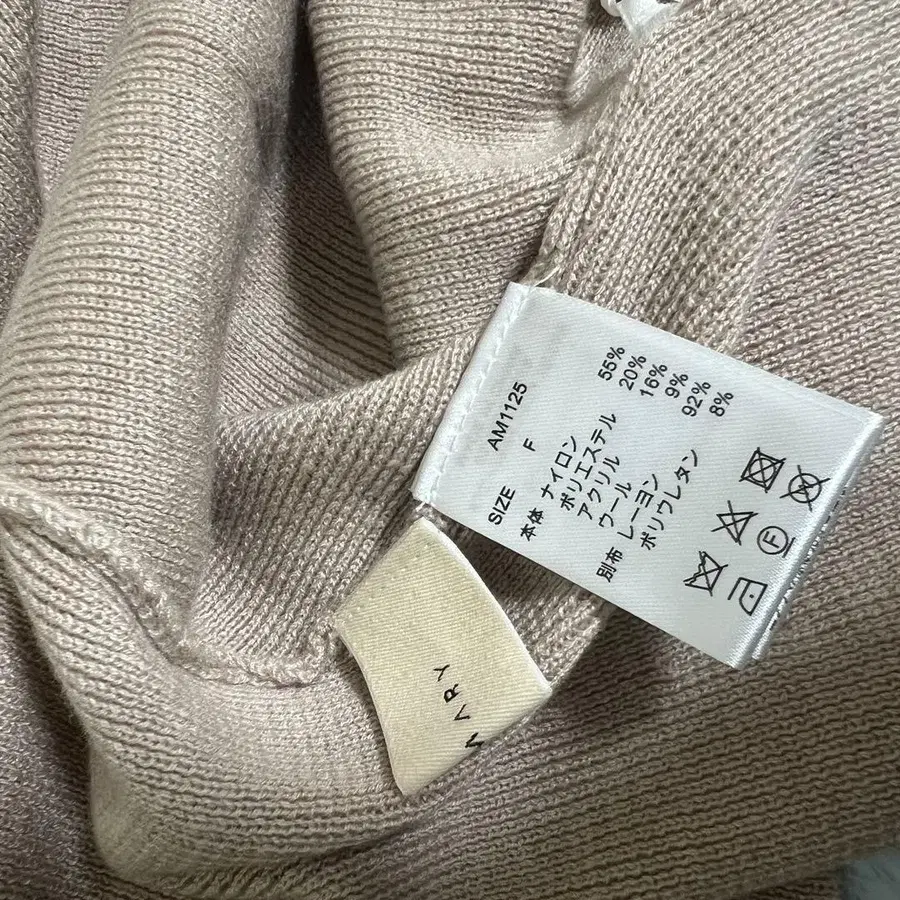 AM1125
SIZE F
本体 ナイロン 55%
ポリエステル 20%
アクリル 16%
ウール 9%
別布 レーヨン 92%
ポリウレタン 8%
F
ARY